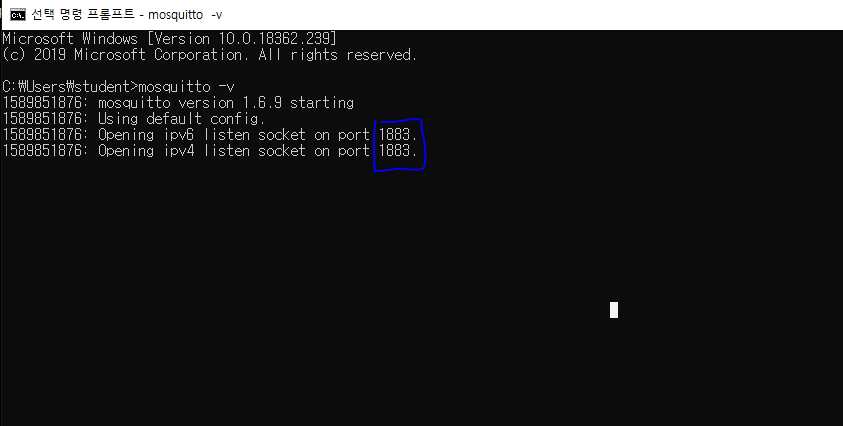 선택 명령 프롬프트 - mosquitto -v
Microsoft Windows [Version 10.0.18362.239]
(c) 2019 Microsoft Corporation. All rights reserved.
C:\Users\student>mosquitto -v
1589851876: mosquitto version 1.6.9 starting
1589851876: Using default config.
1589851876: Opening ipv6 listen socket on port 1883.
1589851876: Opening ipv4 listen socket on port 1883.